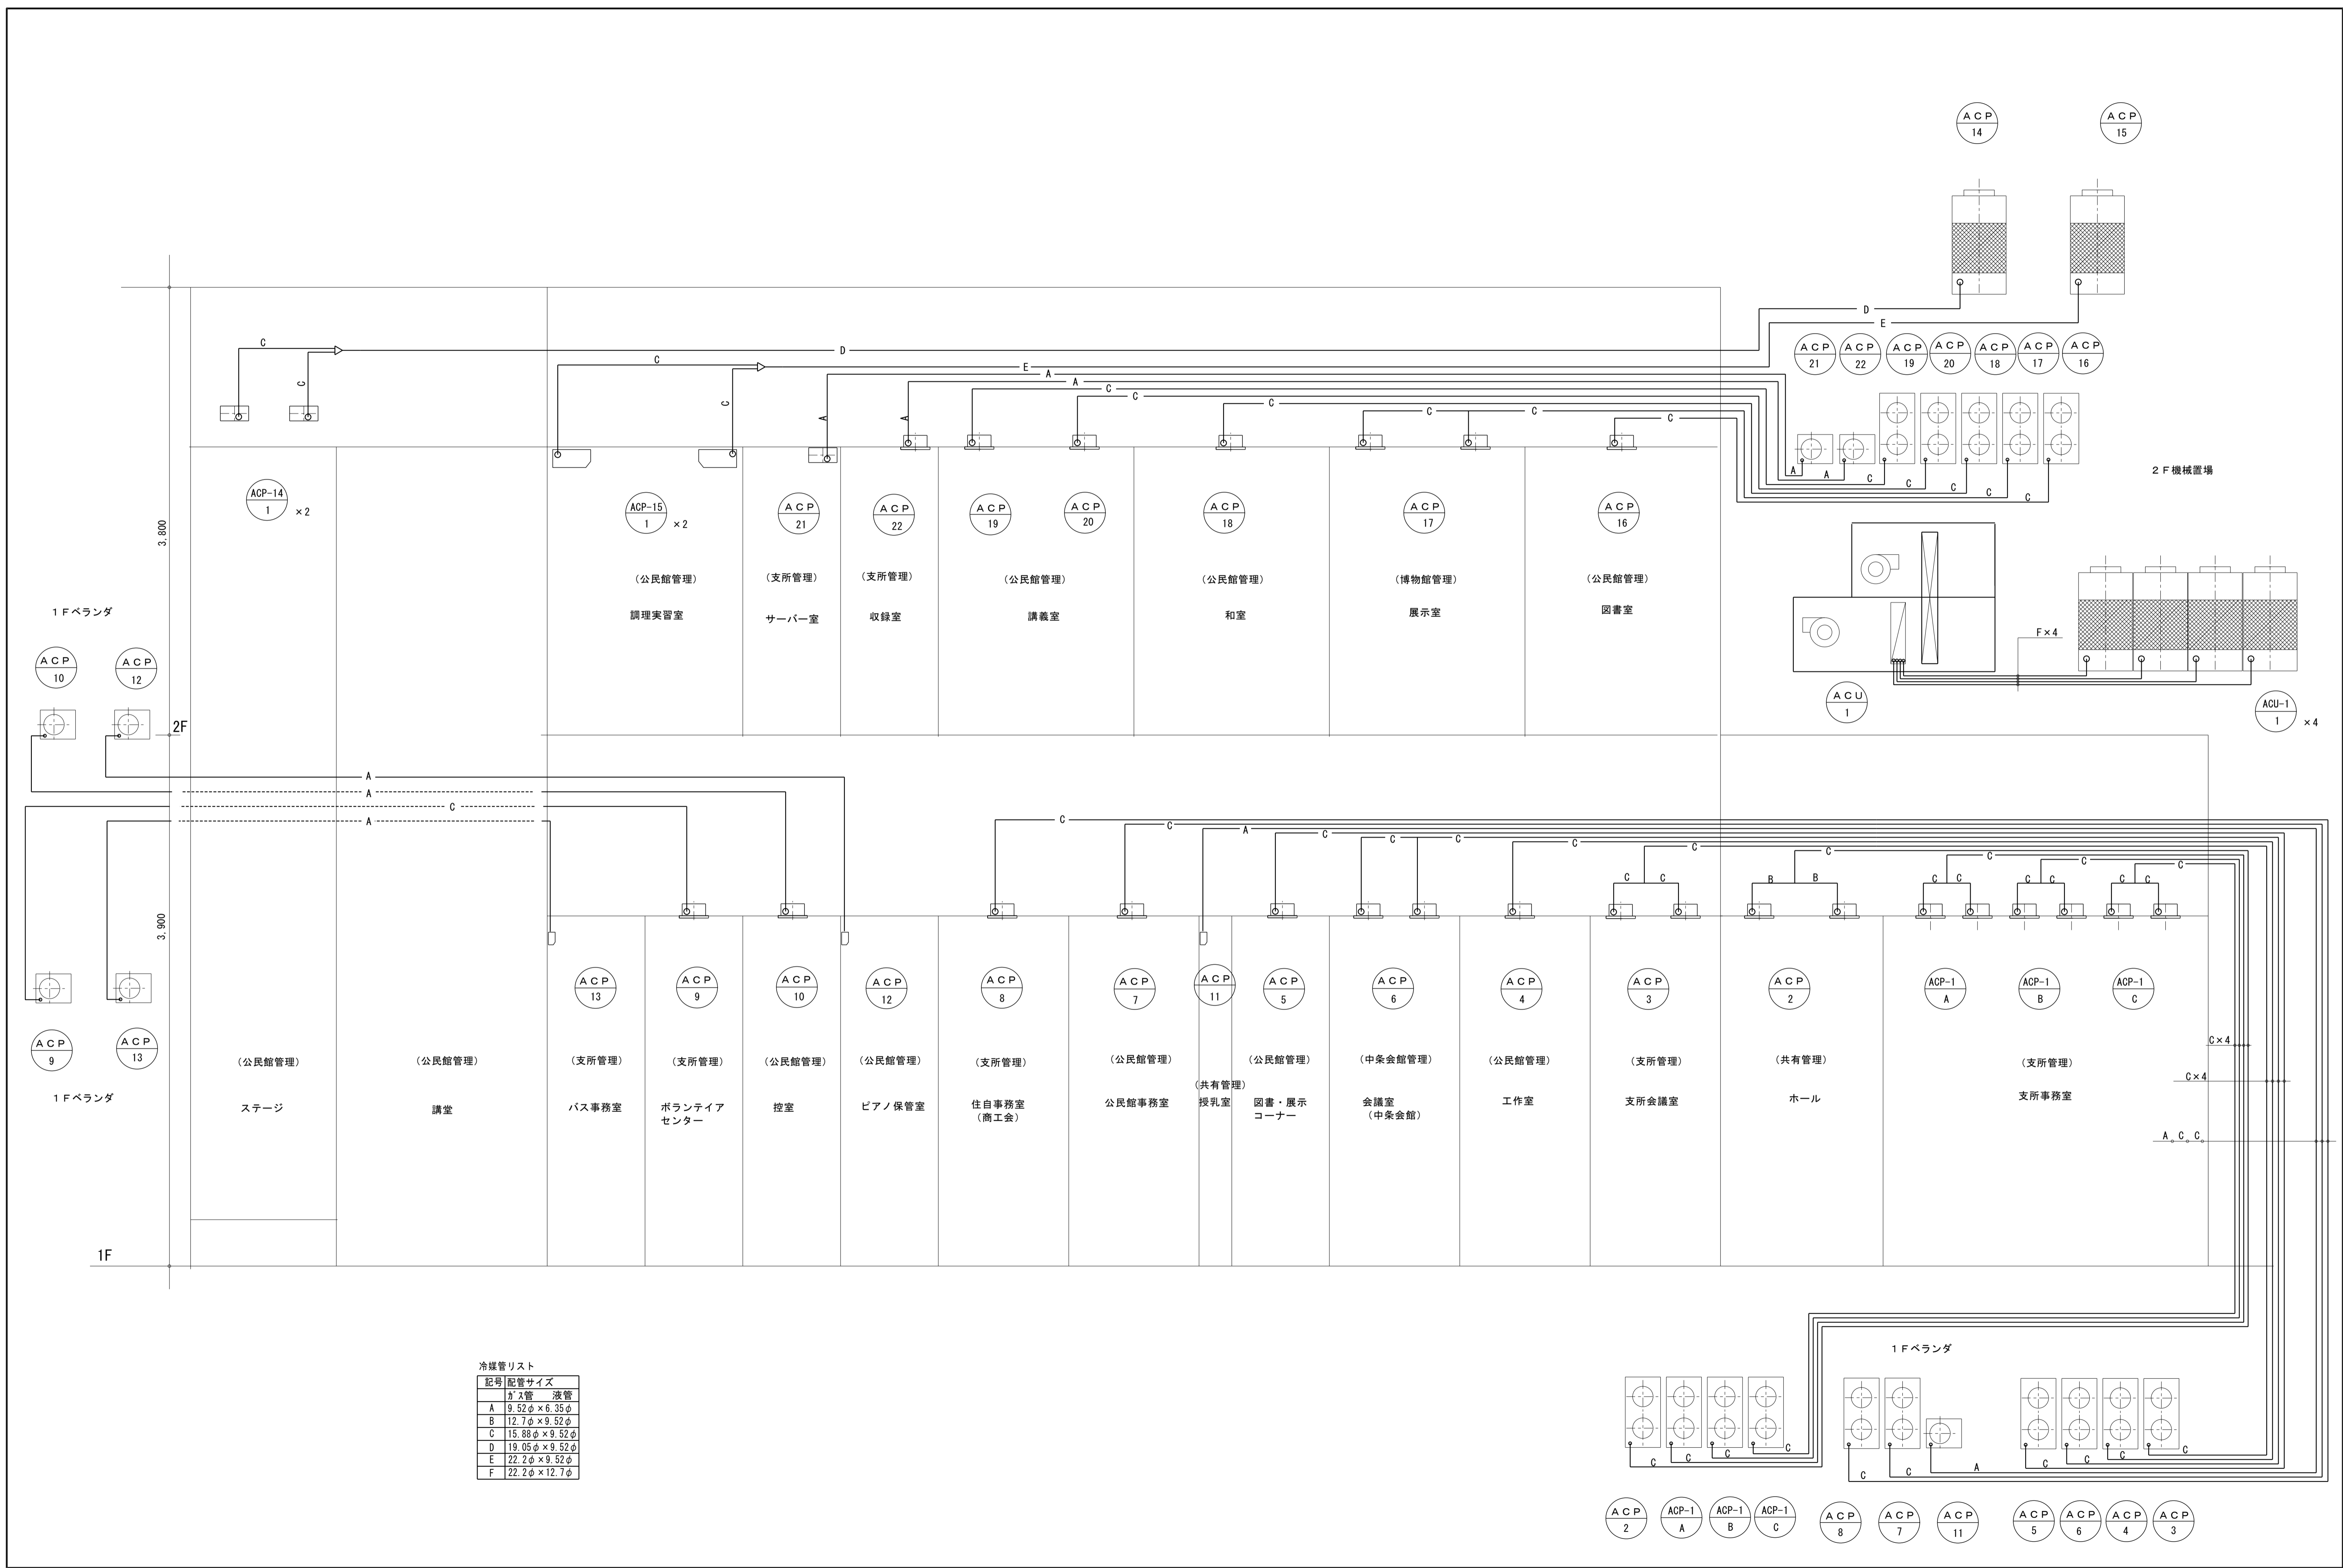 ACP 14
ACP 15
D
E
ACP 21
ACP 22
ACP 19
ACP 20
ACP 18
ACP 17
ACP 16
C
C
D
C
C
E
A
A
A
A
C
C
C
C
C
C
A
A
C
C
C
C
C
2F機械置場
3.800
ACP-14 1 ×2
ACP-15 1 ×2
ACP 21
ACP 22
ACP 19
ACP 20
ACP 18
ACP 17
ACP 16
(公民館管理)
(支所管理)
(支所管理)
(公民館管理)
(公民館管理)
(博物館管理)
(公民館管理)
調理実習室
サーバー室
収録室
講義室
和室
展示室
図書室
F×4
ACU 1
ACU-1 1 ×4
1Fベランダ
ACP 10
ACP 12
2F
A
A
C
A
C
C
A
C
C
C
C
C
C
C
C
C
C
C
B
B
C
C
C
C
C
C
3.900
ACP 9
ACP 13
1Fベランダ
ACP 13
ACP 9
ACP 10
ACP 12
ACP 8
ACP 7
ACP 11
ACP 5
ACP 6
ACP 4
ACP 3
ACP 2
ACP-1 A
ACP-1 B
ACP-1 C
C×4
C×4
A。C。C。
(公民館管理)
ステージ
(公民館管理)
講堂
(支所管理)
バス事務室
(支所管理)
ボランテイア
センター
(公民館管理)
控室
(公民館管理)
ピアノ保管室
(支所管理)
住自事務室
(商工会)
(公民館管理)
公民館事務室
(共有管理)
授乳室
(公民館管理)
図書・展示
コーナー
(中条会館管理)
会議室
(中条会館)
(公民館管理)
工作室
(支所管理)
支所会議室
(共有管理)
ホール
(支所管理)
支所事務室
1F
冷媒管リスト
記号 配管サイズ
ガス管 液管
A 9.52φ×6.35φ
B 12.7φ×9.52φ
C 15.88φ×9.52φ
D 19.05φ×9.52φ
E 22.2φ×9.52φ
F 22.2φ×12.7φ
1Fベランダ
C
C
C
C
C
C
A
C
C
C
C
ACP 2
ACP-1 A
ACP-1 B
ACP-1 C
ACP 8
ACP 7
ACP 11
ACP 5
ACP 6
ACP 4
ACP 3